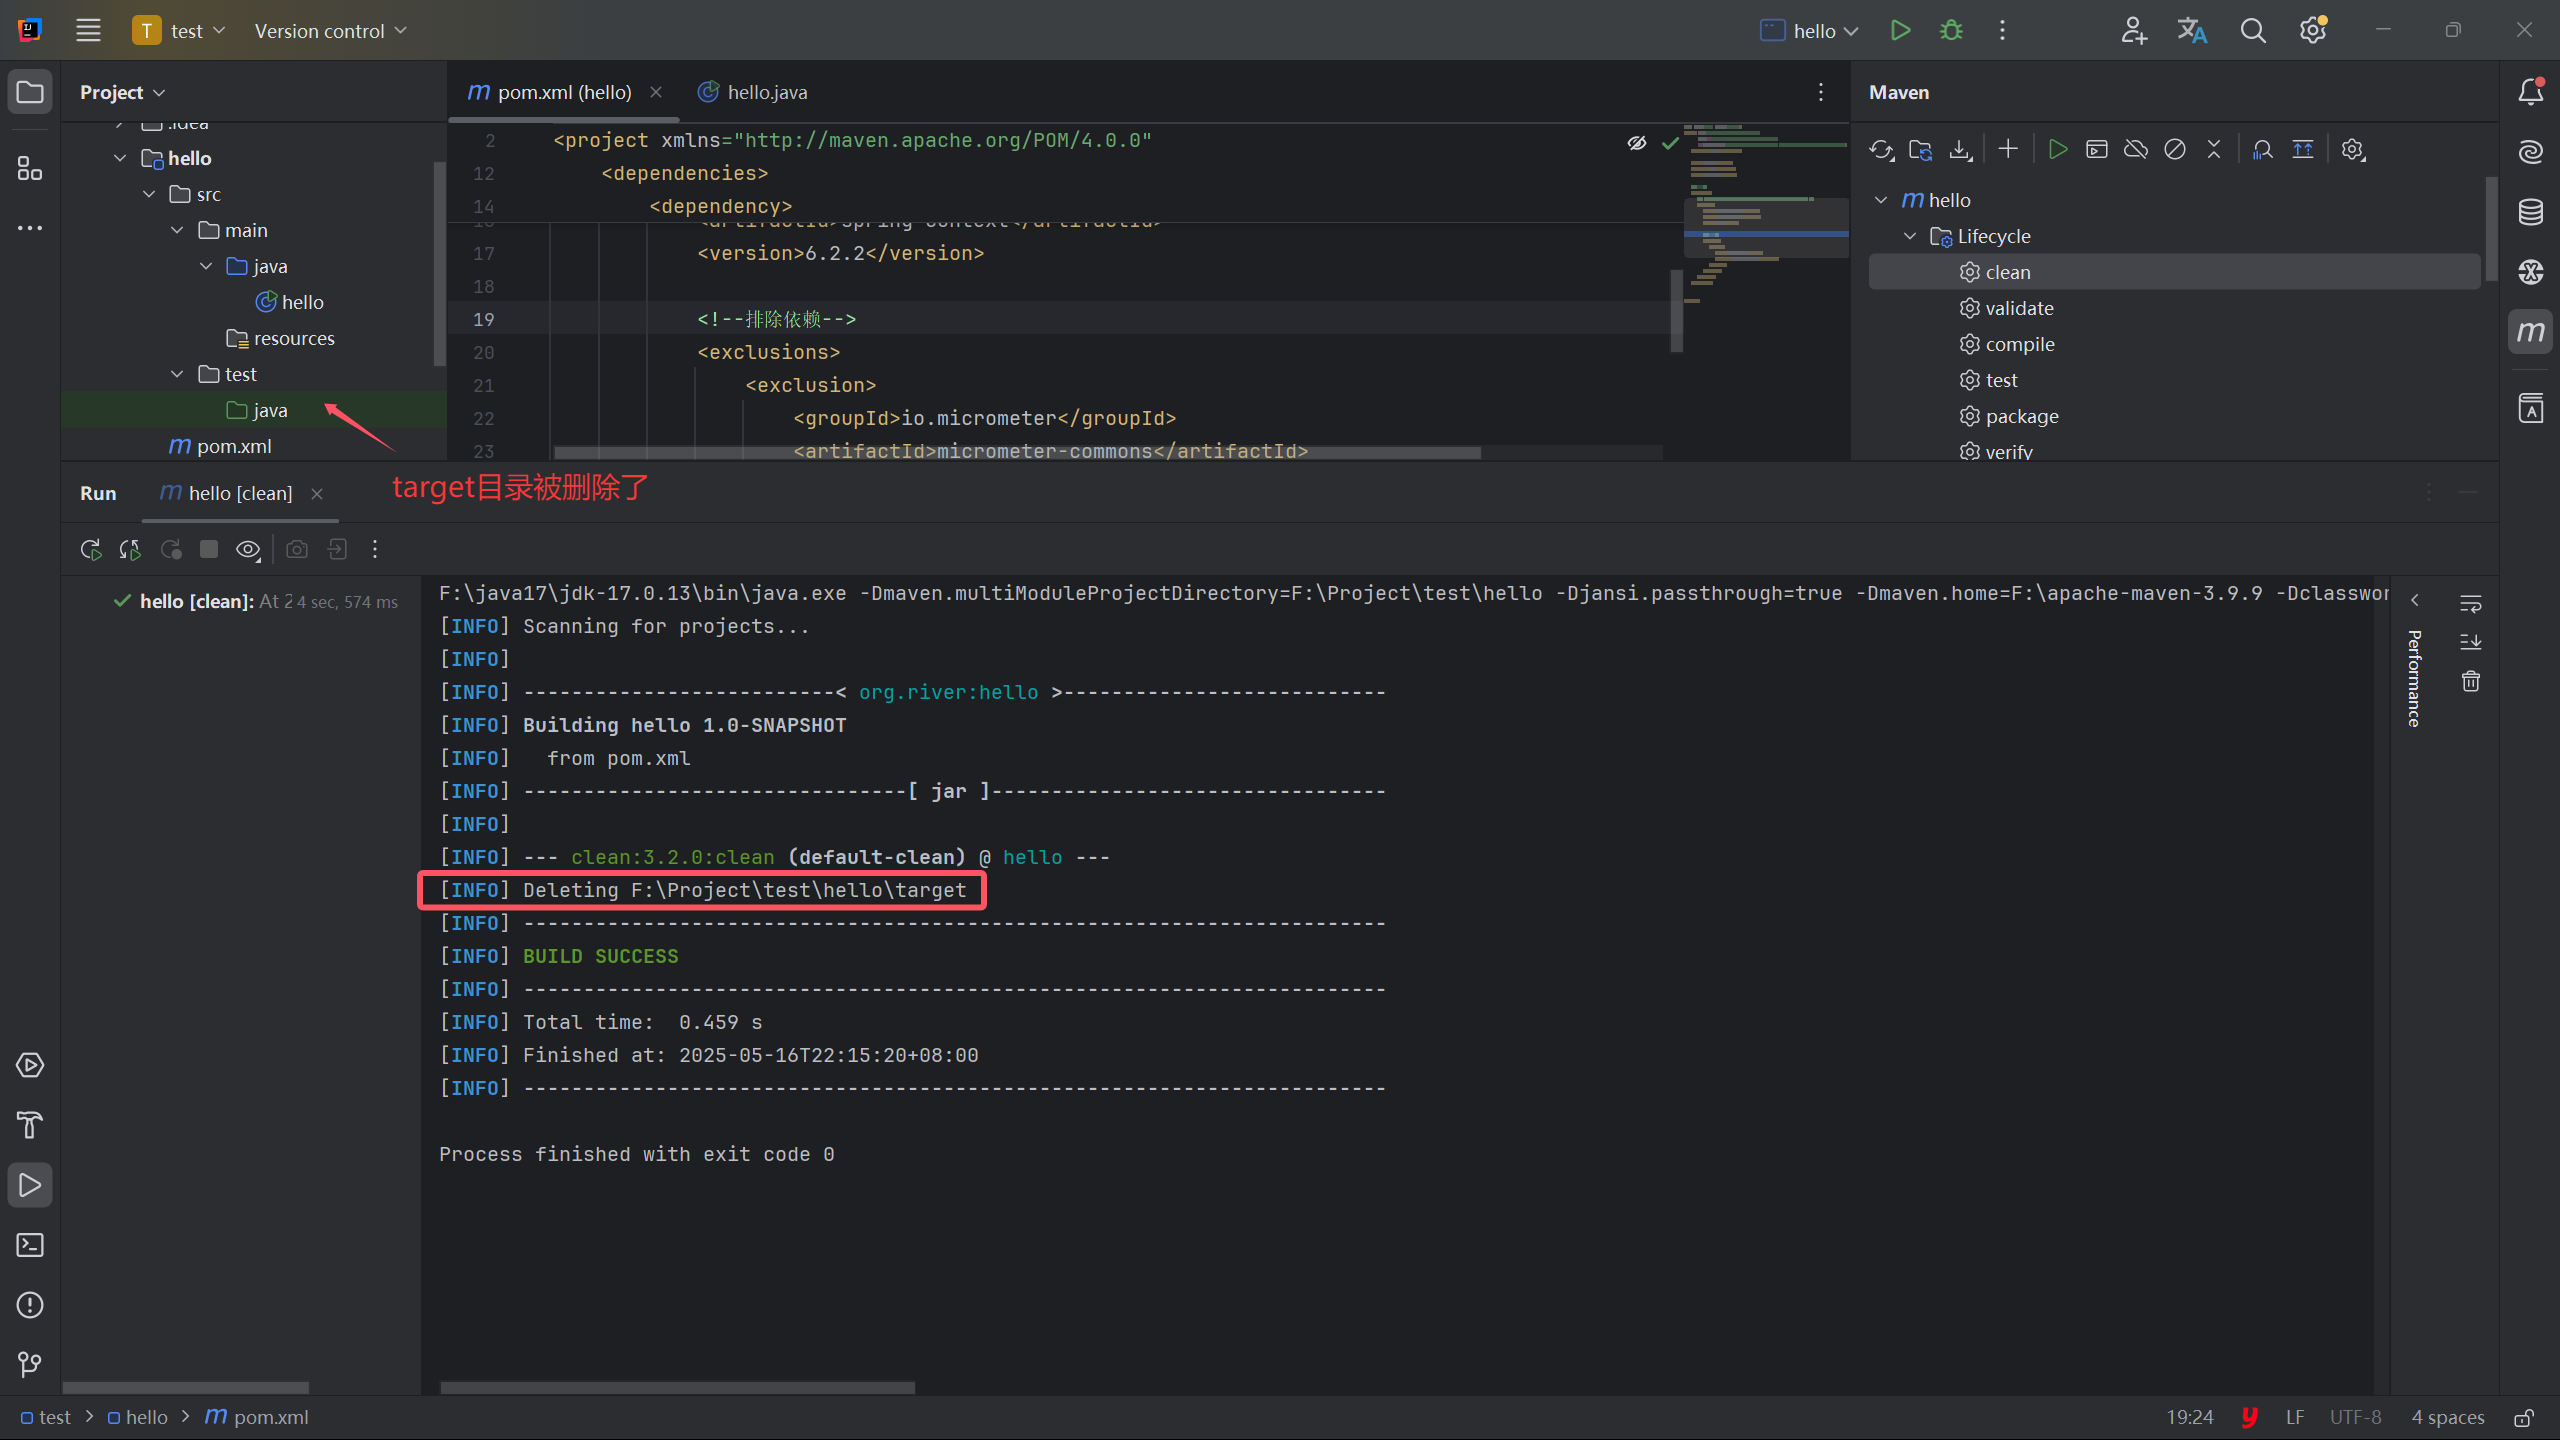 T test Version control hello
Project
pom.xml (hello) hello.java
Maven
.idea
hello
src
main
java
hello
resources
test
java
pom.xml
2 <project xmlns="http://maven.apache.org/POM/4.0.0"
12 <dependencies>
14 <dependency>
16 <artifactId>spring-context</artifactId>
17 <version>6.2.2</version>
18
19 <!--排除依赖-->
20 <exclusions>
21 <exclusion>
22 <groupId>io.micrometer</groupId>
23 <artifactId>micrometer-commons</artifactId>
hello
Lifecycle
clean
validate
compile
test
package
verify
Run hello [clean]
target目录被删除了
hello [clean]: At 2 4 sec, 574 ms
F:\java17\jdk-17.0.13\bin\java.exe -Dmaven.multiModuleProjectDirectory=F:\Project\test\hello -Djansi.passthrough=true -Dmaven.home=F:\apache-maven-3.9.9 -Dclasswor
[INFO] Scanning for projects...
[INFO]
[INFO] --------------------------< org.river:hello >---------------------------
[INFO] Building hello 1.0-SNAPSHOT
[INFO]   from pom.xml
[INFO] --------------------------------[ jar ]---------------------------------
[INFO]
[INFO] --- clean:3.2.0:clean (default-clean) @ hello ---
[INFO] Deleting F:\Project\test\hello\target
[INFO] ------------------------------------------------------------------------
[INFO] BUILD SUCCESS
[INFO] ------------------------------------------------------------------------
[INFO] Total time:  0.459 s
[INFO] Finished at: 2025-05-16T22:15:20+08:00
[INFO] ------------------------------------------------------------------------
Process finished with exit code 0
Performance
test > hello > pom.xml
19:24 LF UTF-8 4 spaces